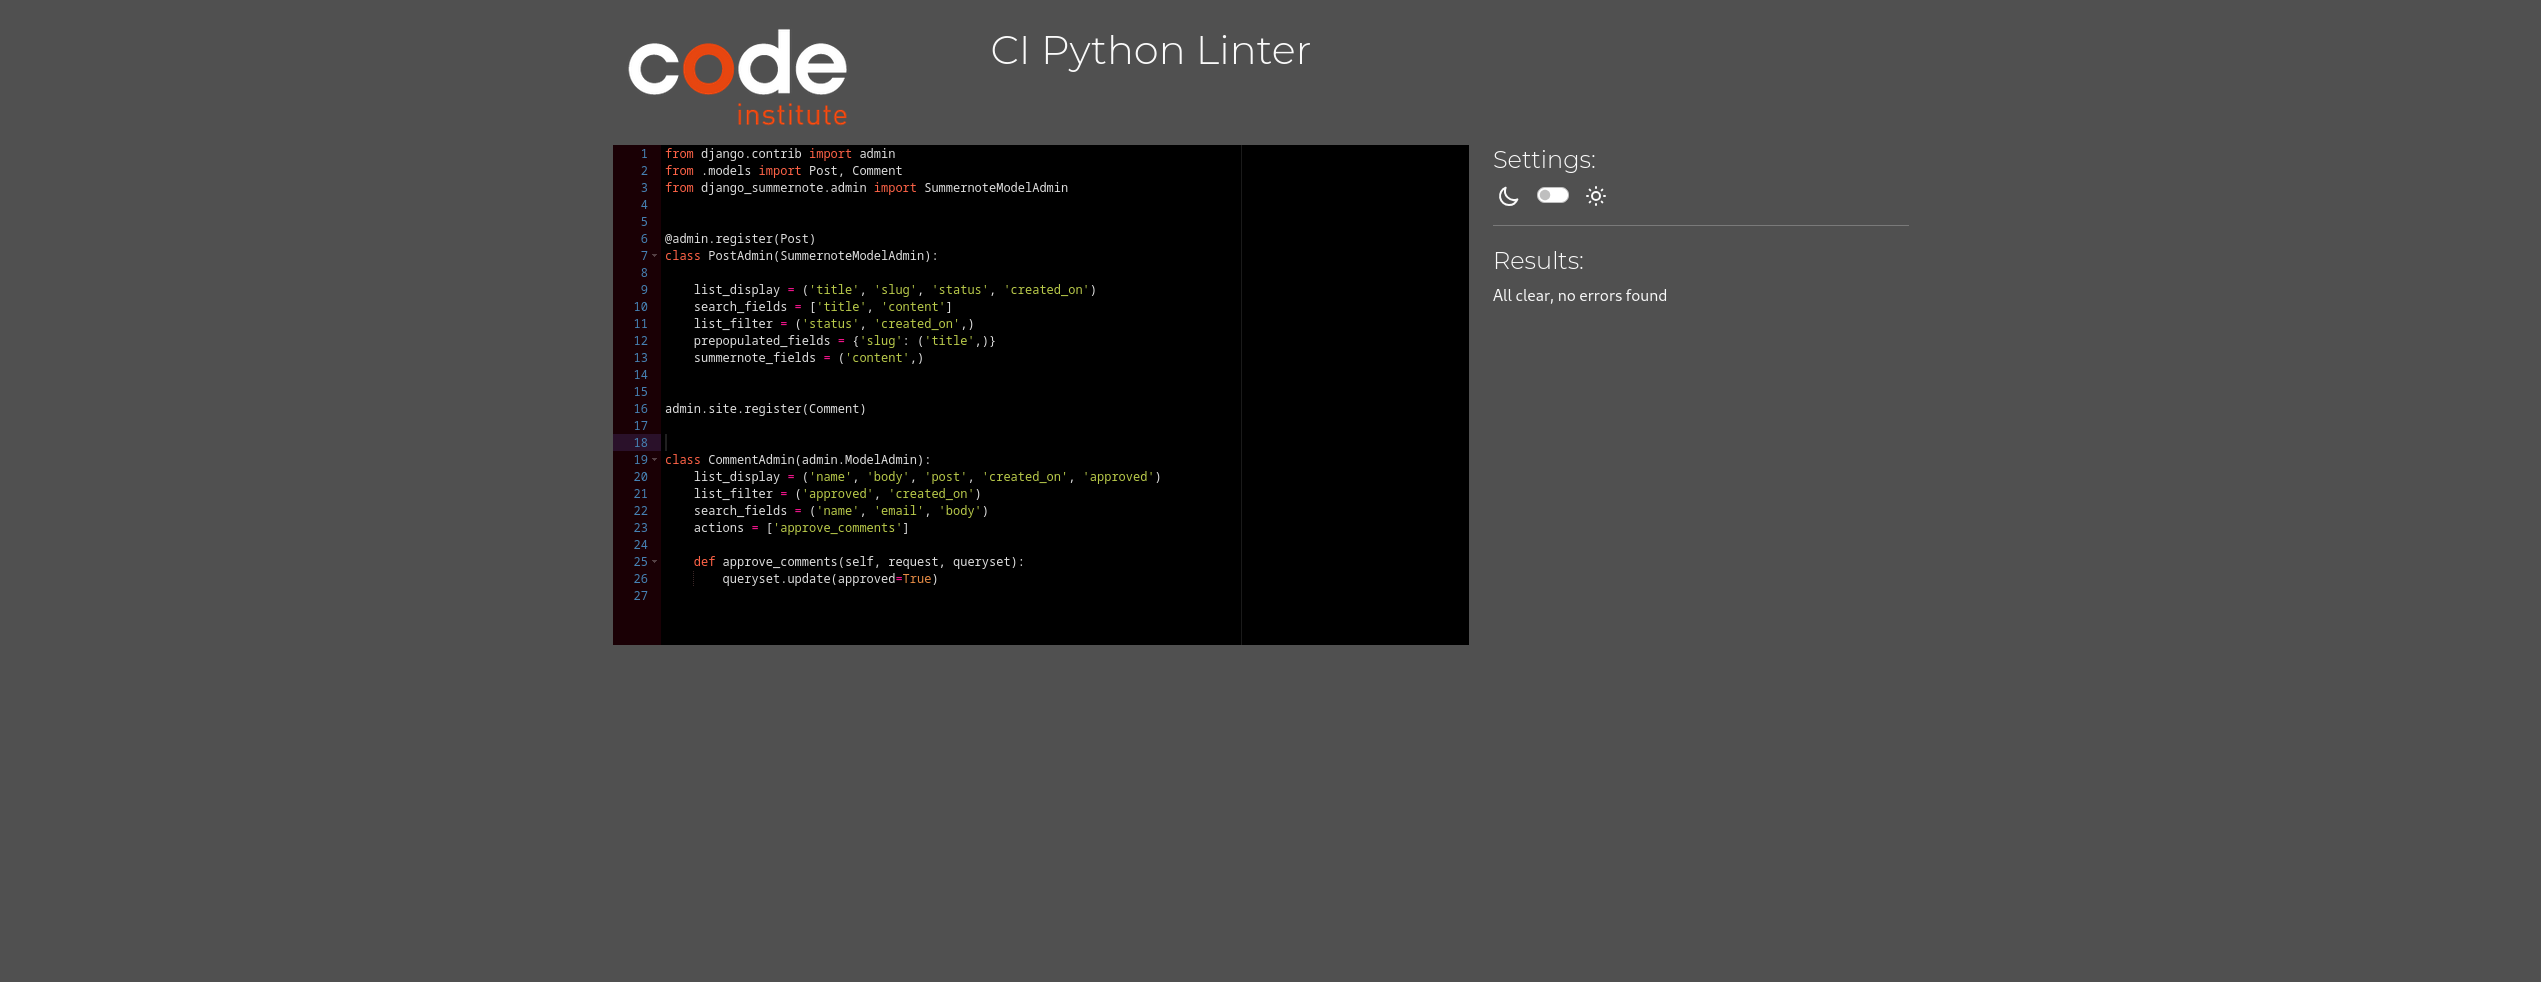 code
institute
CI Python Linter
1 from django.contrib import admin
2 from .models import Post, Comment
3 from django_summernote.admin import SummernoteModelAdmin
4
5
6 @admin.register(Post)
7 class PostAdmin(SummernoteModelAdmin):
8
9     list_display = ('title', 'slug', 'status', 'created_on')
10     search_fields = ['title', 'content']
11     list_filter = ('status', 'created_on',)
12     prepopulated_fields = {'slug': ('title',)}
13     summernote_fields = ('content',)
14
15
16 admin.site.register(Comment)
17
18
19 class CommentAdmin(admin.ModelAdmin):
20     list_display = ('name', 'body', 'post', 'created_on', 'approved')
21     list_filter = ('approved', 'created_on')
22     search_fields = ('name', 'email', 'body')
23     actions = ['approve_comments']
24
25     def approve_comments(self, request, queryset):
26         queryset.update(approved=True)
27
Settings:
Results:
All clear, no errors found